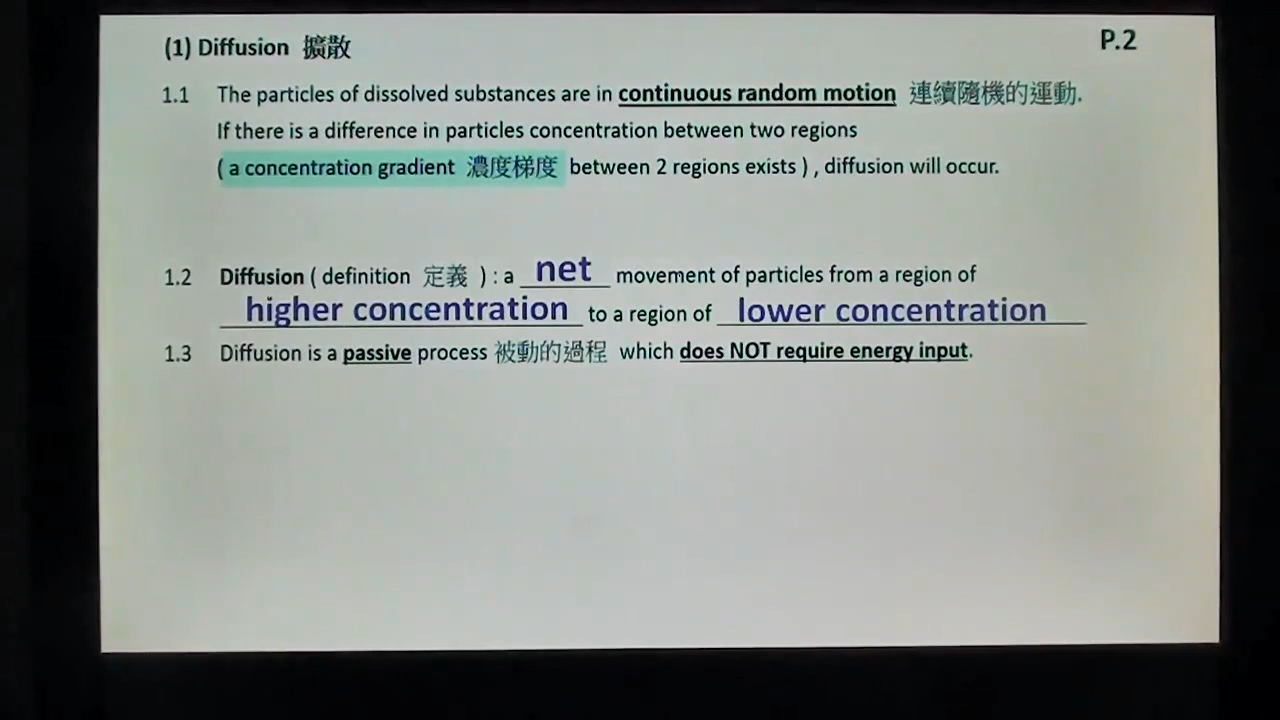 (1) Diffusion 擴散
P.2
1.1 The particles of dissolved substances are in continuous random motion 連續隨機的運動.
If there is a difference in particles concentration between two regions
( a concentration gradient 濃度梯度 between 2 regions exists ) , diffusion will occur.
1.2 Diffusion ( definition 定義 ) : a net movement of particles from a region of
higher concentration to a region of lower concentration
1.3 Diffusion is a passive process 被動的過程 which does NOT require energy input.